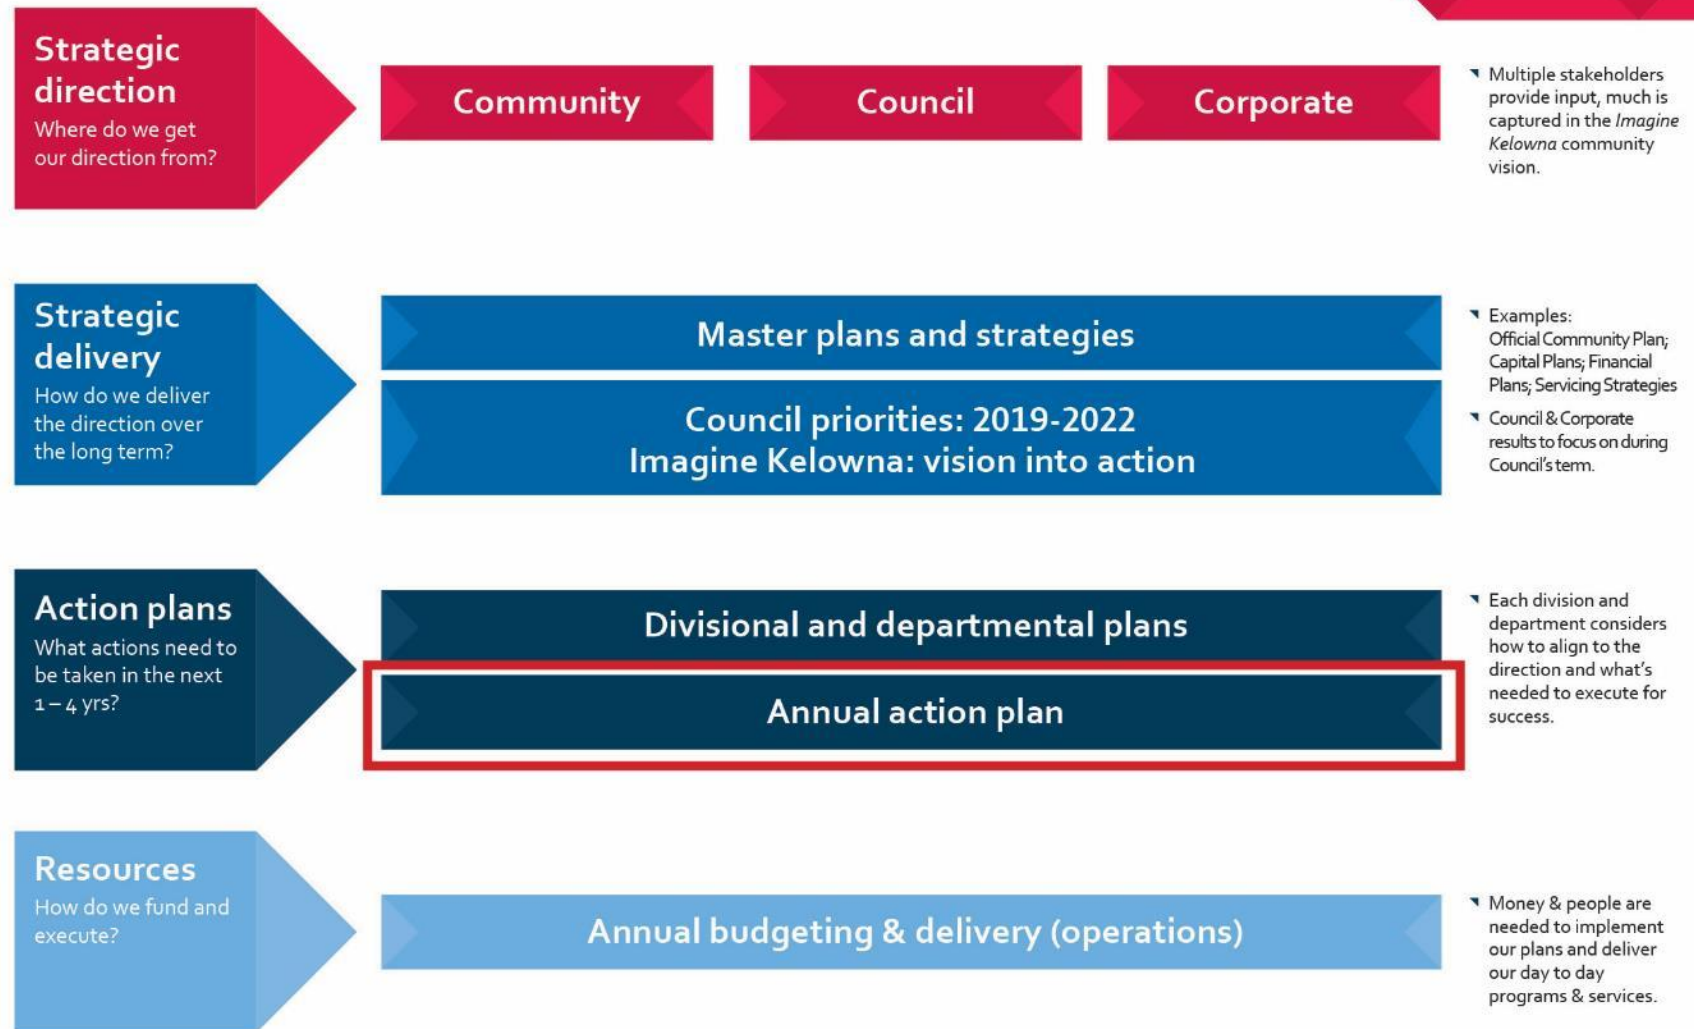 Strategic
direction
Where do we get
our direction from?
Community
Council
Corporate
Multiple stakeholders
provide input, much is
captured in the Imagine
Kelowna community
vision.
Strategic
delivery
How do we deliver
the direction over
the long term?
Master plans and strategies
Council priorities: 2019-2022
Imagine Kelowna: vision into action
Examples:
Official Community Plan;
Capital Plans; Financial
Plans; Servicing Strategies
Council & Corporate
results to focus on during
Council's term.
Action plans
What actions need to
be taken in the next
1 – 4 yrs?
Divisional and departmental plans
Annual action plan
Each division and
department considers
how to align to the
direction and what's
needed to execute for
success.
Resources
How do we fund and
execute?
Annual budgeting & delivery (operations)
Money & people are
needed to implement
our plans and deliver
our day to day
programs & services.